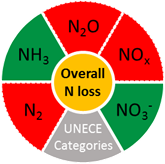 N₂O
NH₃
NOₓ
Overall
N loss
N₂
NO₃⁻
UNECE
Categories